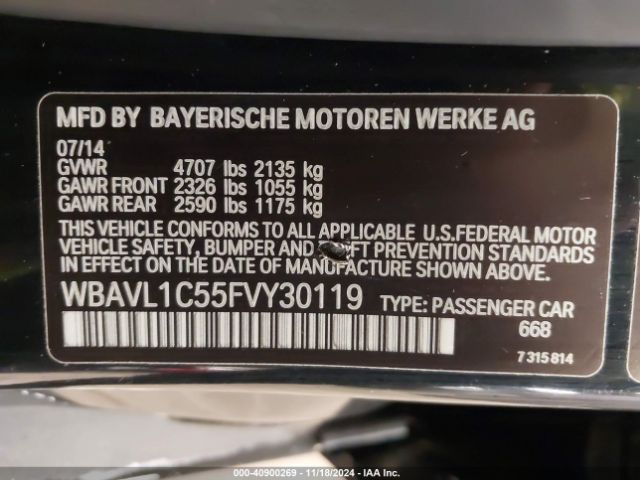 MFD BY BAYERISCHE MOTOREN WERKE AG
07/14
GVWR 4707 lbs 2135 kg
GAWR FRONT 2326 lbs 1055 kg
GAWR REAR 2590 lbs 1175 kg
THIS VEHICLE CONFORMS TO ALL APPLICABLE U.S.FEDERAL MOTOR
VEHICLE SAFETY, BUMPER AND PREVENTION STANDARDS
IN EFFECT ON THE DATE OF MANUFACTURE SHOWN ABOVE.
WBAVL1C55FVY30119 TYPE: PASSENGER CAR
668
7 315 814
000-40900269 - 11/18/2024 - IAA Inc.